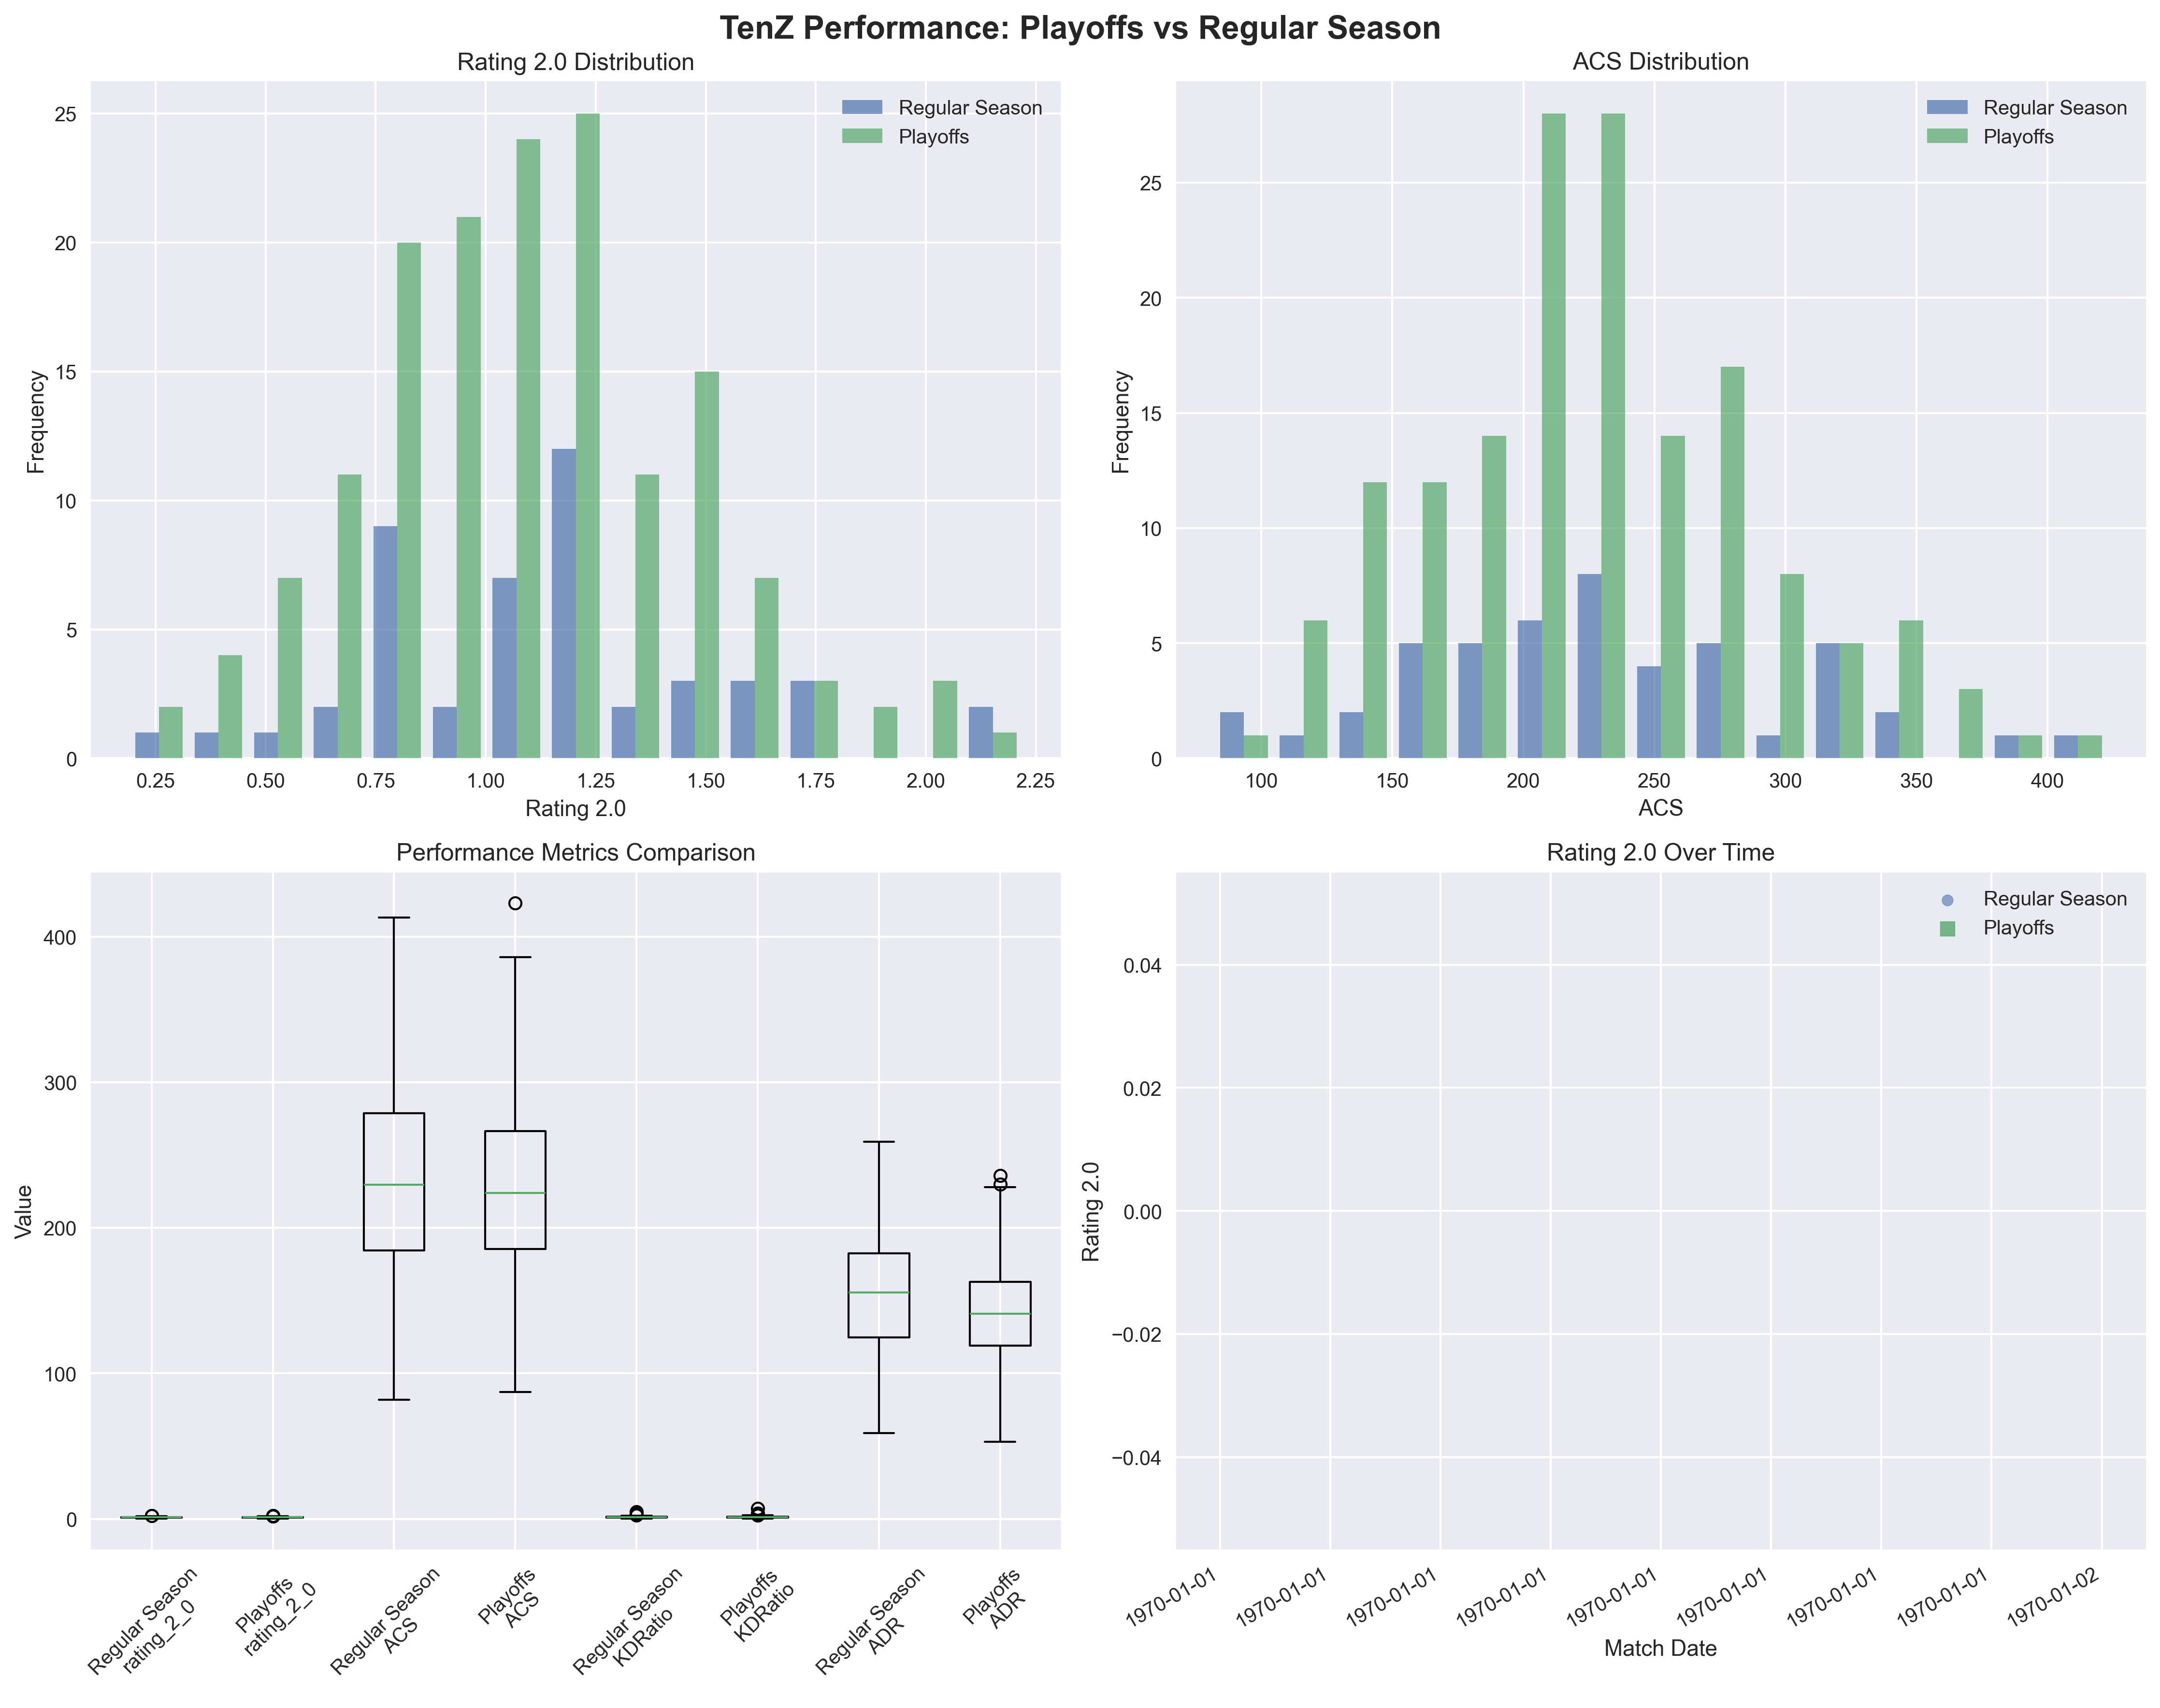 TenZ Performance: Playoffs vs Regular Season
Rating 2.0 Distribution
Regular Season
Playoffs
Frequency
25
20
15
10
5
0
0.25 0.50 0.75 1.00 1.25 1.50 1.75 2.00 2.25
Rating 2.0
ACS Distribution
Regular Season
Playoffs
Frequency
25
20
15
10
5
0
100 150 200 250 300 350 400
ACS
Performance Metrics Comparison
Value
400
300
200
100
0
Regular Season
rating_2_0
Playoffs
rating_2_0
Regular Season
ACS
Playoffs
ACS
Regular Season
KDRatio
Playoffs
KDRatio
Regular Season
ADR
Playoffs
ADR
Rating 2.0 Over Time
Regular Season
Playoffs
Rating 2.0
0.04
0.02
0.00
−0.02
−0.04
1970-01-01 1970-01-01 1970-01-01 1970-01-01 1970-01-01 1970-01-01 1970-01-01 1970-01-01 1970-01-02
Match Date